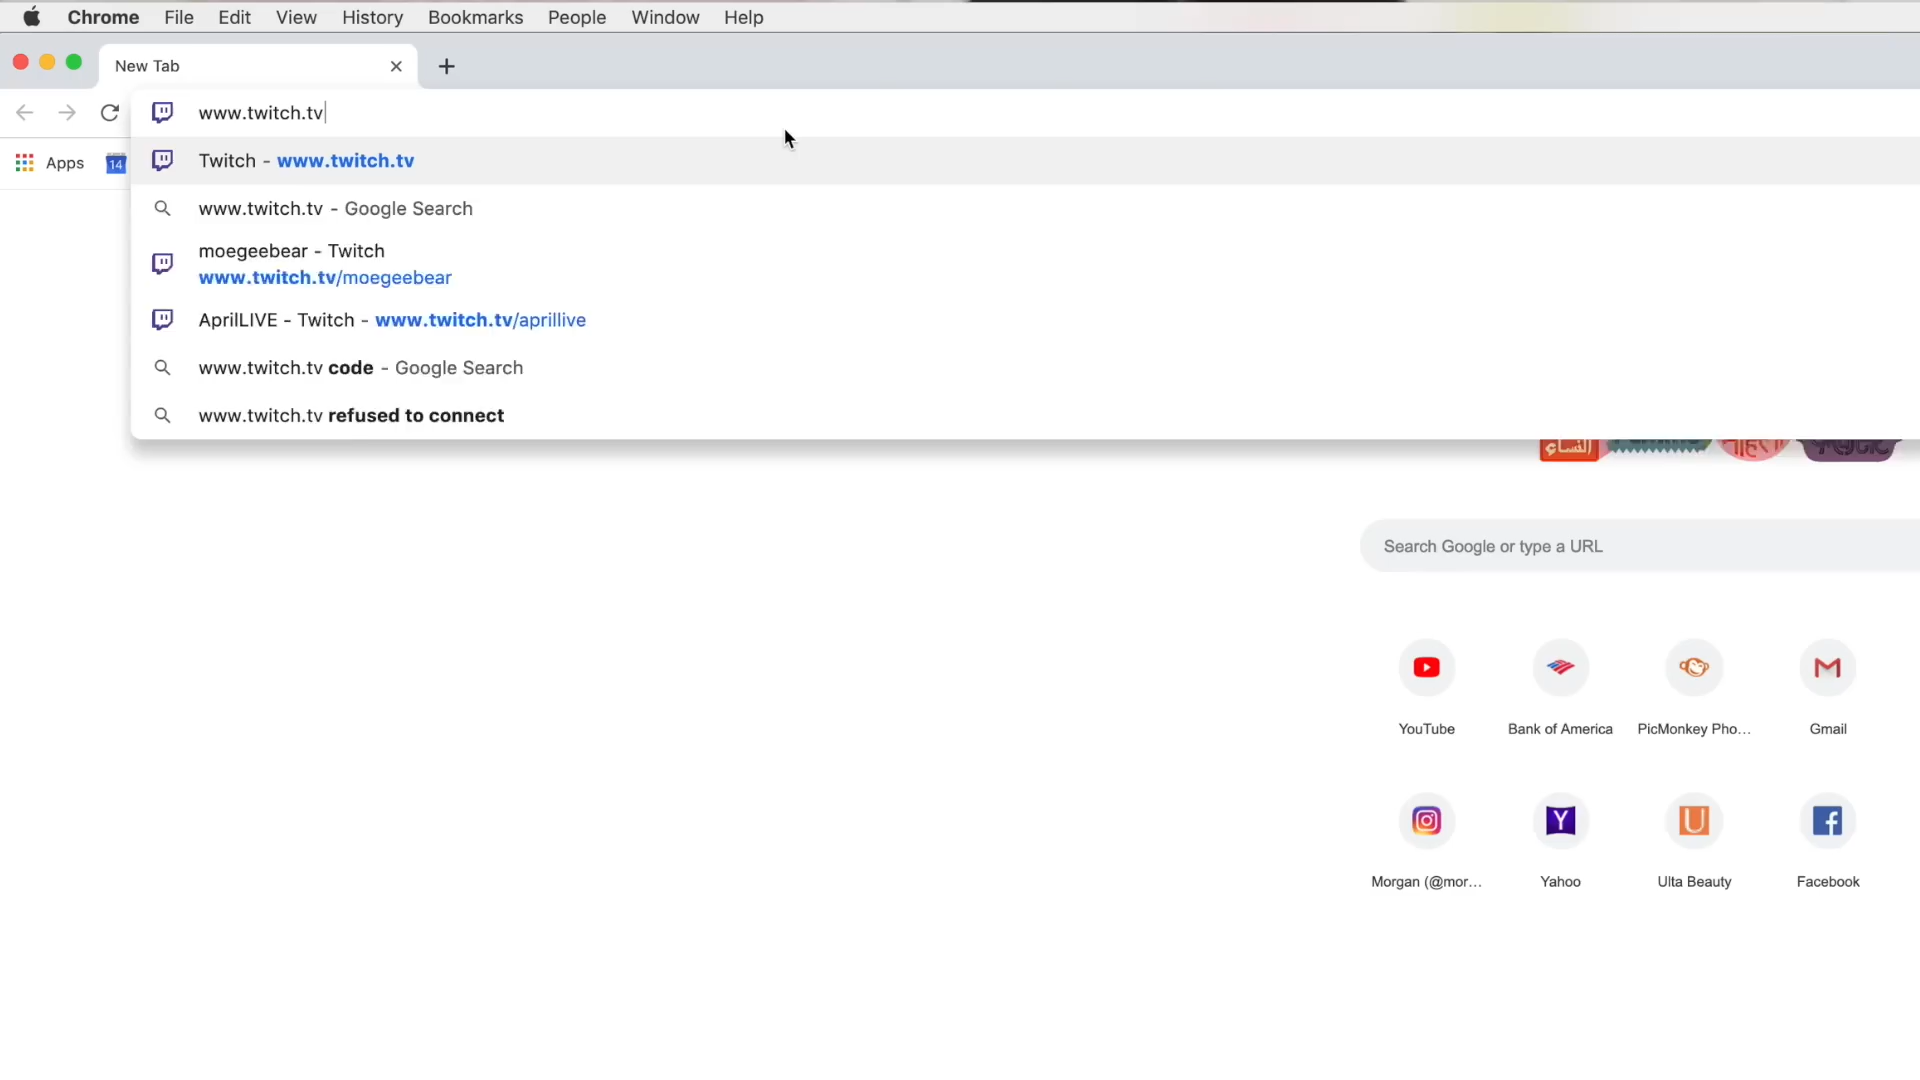 Chrome File Edit View History Bookmarks People Window Help
New Tab
www.twitch.tv
Apps 14
Twitch - www.twitch.tv
www.twitch.tv - Google Search
moegeebear - Twitch
www.twitch.tv/moegeebear
AprilLIVE - Twitch - www.twitch.tv/aprillive
www.twitch.tv code - Google Search
www.twitch.tv refused to connect
Search Google or type a URL
YouTube Bank of America PicMonkey Pho... Gmail
Morgan (@mor... Yahoo Ulta Beauty Facebook